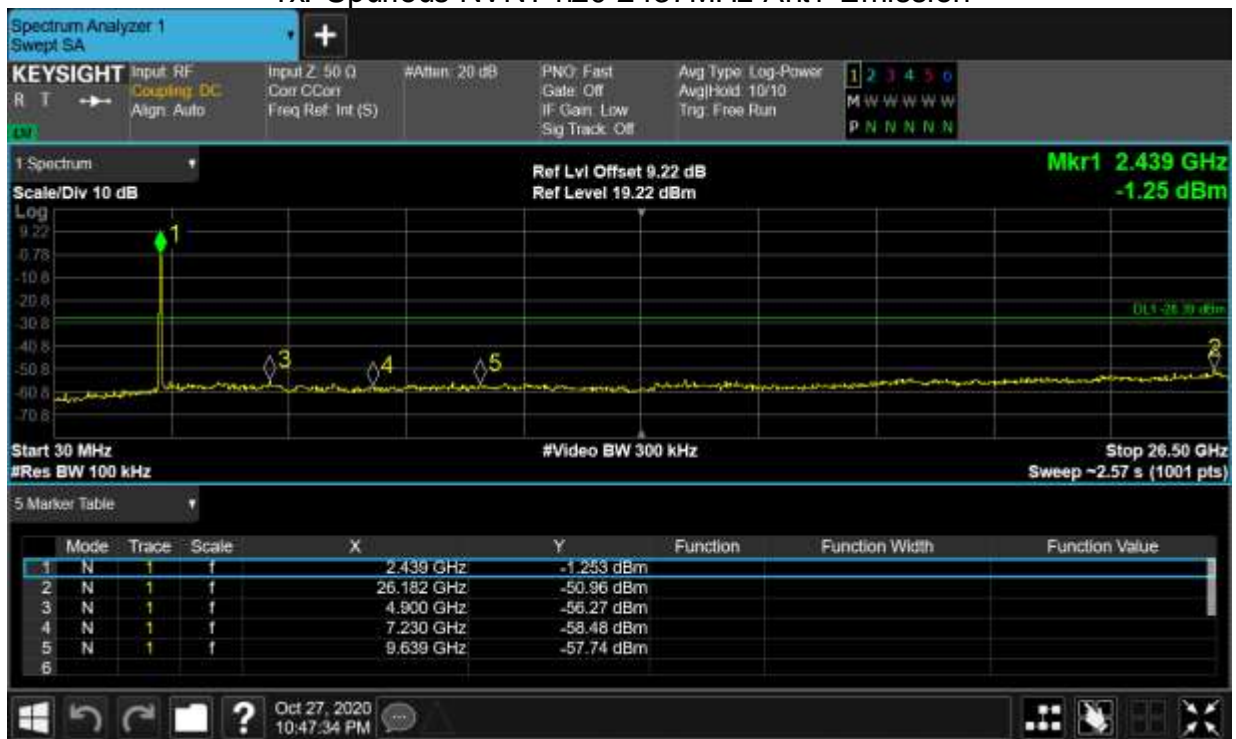 Spectrum Analyzer 1
Swept SA
+
KEYSIGHT Input: RF Input Z: 50 Ω #Atten: 20 dB PNO: Fast Avg Type: Log-Power 1 2 3 4 5 6
R T Coupling: DC Corr CCorr Gate: Off Avg|Hold: 10/10 M W W W W W
Align: Auto Freq Ref: Int (S) IF Gain: Low Trig: Free Run
Sig Track: Off P N N N N N
1 Spectrum Ref Lvl Offset 9.22 dB Mkr1 2.439 GHz
Scale/Div 10 dB Ref Level 19.22 dBm -1.25 dBm
Log
9.22
1
-0.78
-10.8
-20.8
-30.8
-40.8
3 4 5 2
-50.8
-60.8
-70.8
Start 30 MHz #Video BW 300 kHz Stop 26.50 GHz
#Res BW 100 kHz Sweep ~2.57 s (1001 pts)
5 Marker Table
Mode Trace Scale X Y Function Function Width Function Value
1 N 1 f 2.439 GHz -1.253 dBm
2 N 1 f 26.182 GHz -50.96 dBm
3 N 1 f 4.900 GHz -56.27 dBm
4 N 1 f 7.230 GHz -58.48 dBm
5 N 1 f 9.639 GHz -57.74 dBm
6
? Oct 27, 2020
10:47:34 PM